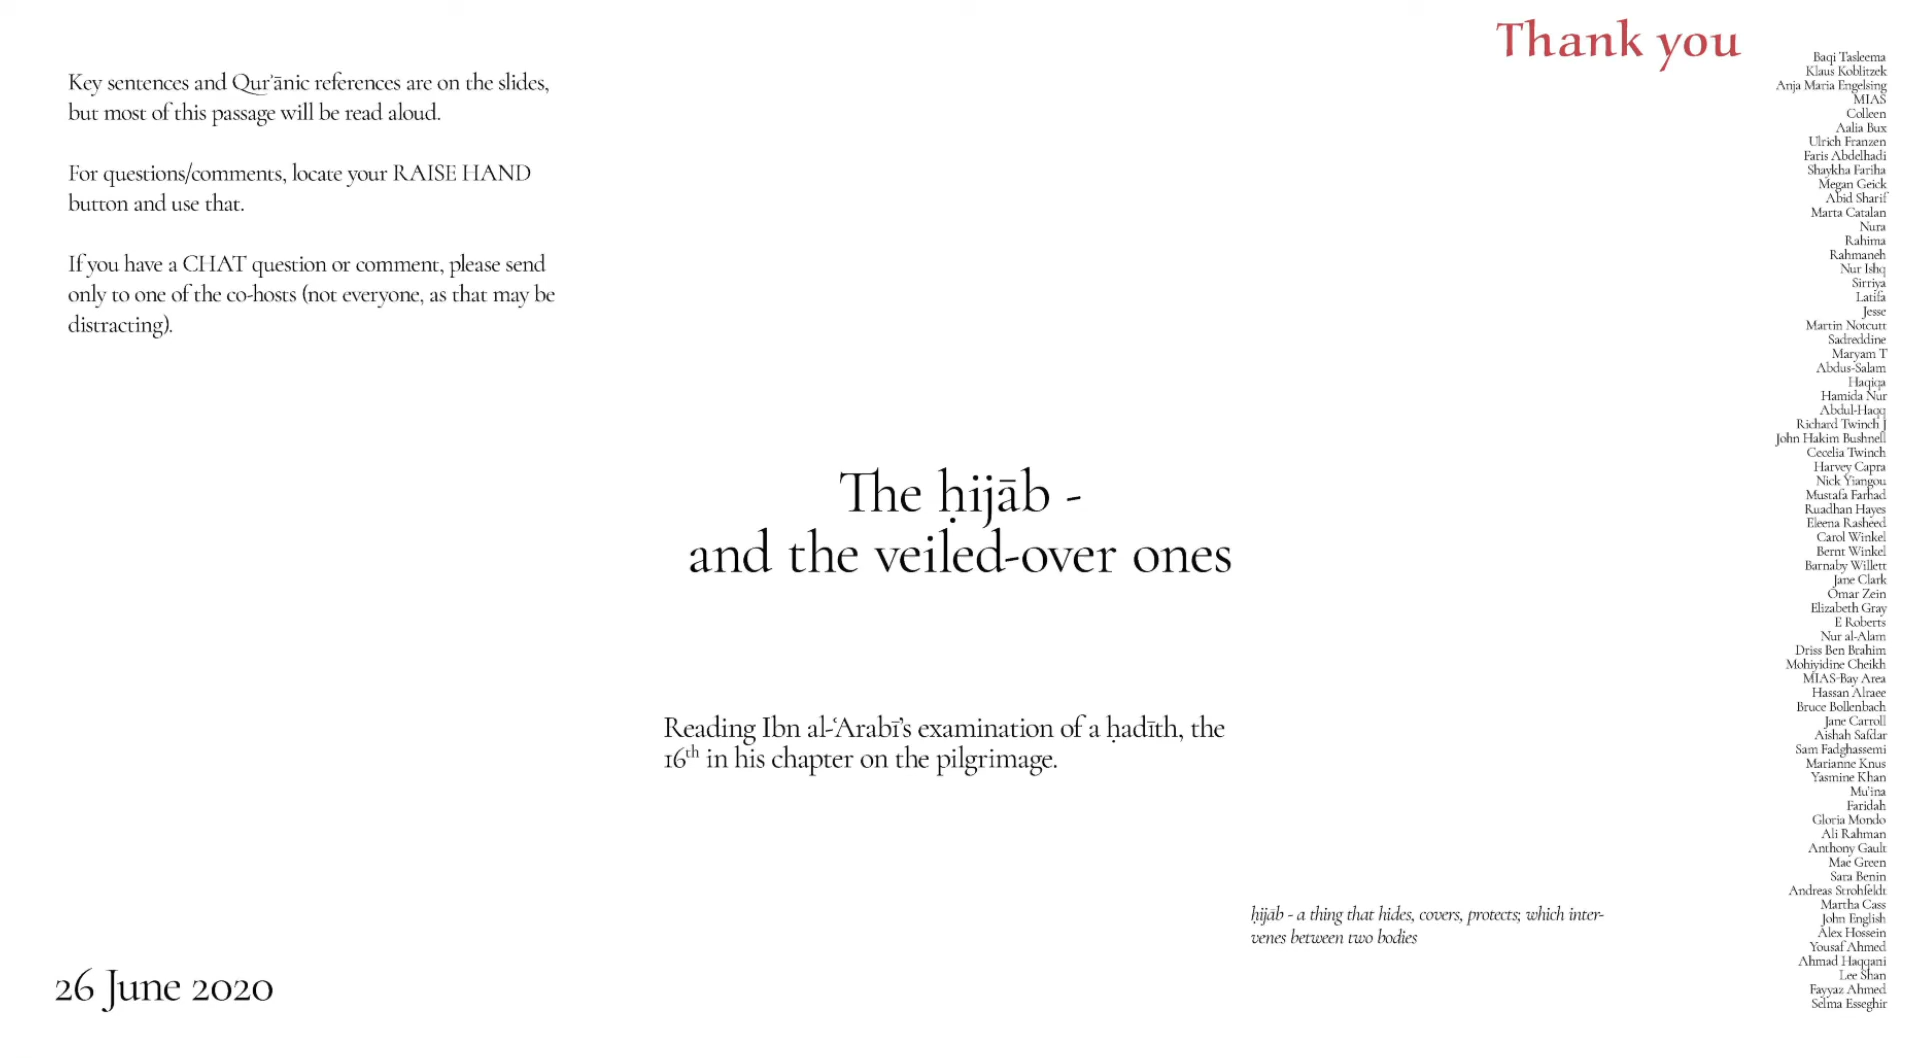 Thank you
Key sentences and Qur'ānic references are on the slides,
but most of this passage will be read aloud.
For questions/comments, locate your RAISE HAND
button and use that.
If you have a CHAT question or comment, please send
only to one of the co-hosts (not everyone, as that may be
distracting).
The ḥijāb -
and the veiled-over ones
Reading Ibn al-ʿArabī's examination of a ḥadīth, the
16th in his chapter on the pilgrimage.
ḥijāb - a thing that hides, covers, protects; which inter-
venes between two bodies
26 June 2020
Baqi Tasleema
Klaus Koblitzek
Anja Maria Engelsing
MIAS
Colleen
Aalia Bux
Ulrich Franzen
Faris Abdelhadi
Shaykha Fariha
Megan Geick
Abid Sharif
Marta Catalan
Nura
Rahima
Rahmaneh
Nur Ishq
Sirriya
Latifa
Jesse
Martin Notcutt
Sadreddine
Maryam T
Abdus-Salam
Haqiqa
Hamida Nur
Abdul-Haqq
Richard Twinch J
John Hakim Bushnell
Cecelia Twinch
Harvey Capra
Nick Yiangou
Mustafa Farhad
Ruadhan Hayes
Eleena Rasheed
Carol Winkel
Bernt Winkel
Barnaby Willett
Jane Clark
Omar Zein
Elizabeth Gray
E Roberts
Nur al-Alam
Driss Ben Brahim
Mohiyidine Cheikh
MIAS-Bay Area
Hassan Alraee
Bruce Bollenbach
Jane Carroll
Aishah Safdar
Sam Fadghassemi
Marianne Knus
Yasmine Khan
Mu'ina
Faridah
Gloria Mondo
Ali Rahman
Anthony Gault
Mae Green
Sara Benin
Andreas Strohfeldt
Martha Cass
John English
Alex Hossein
Yousaf Ahmed
Ahmad Haqqani
Lee Shan
Fayyaz Ahmed
Selma Esseghir